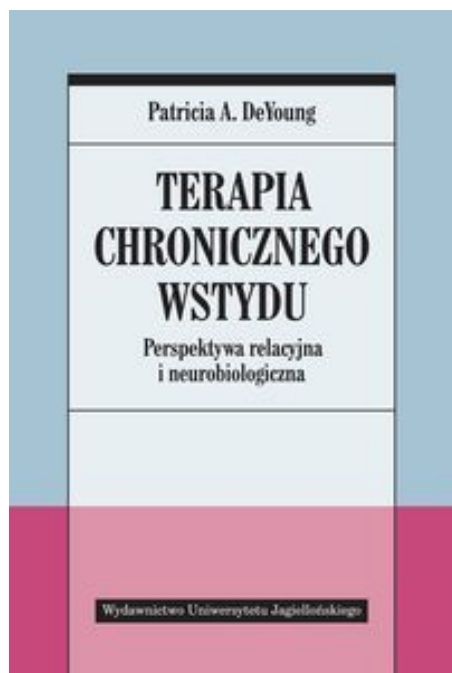 Patricia A. DeYoung
TERAPIA
CHRONICZNEGO
WSTYDU
Perspektywa relacyjna
i neurobiologiczna
Wydawnictwo Uniwersytetu Jagiellońskiego